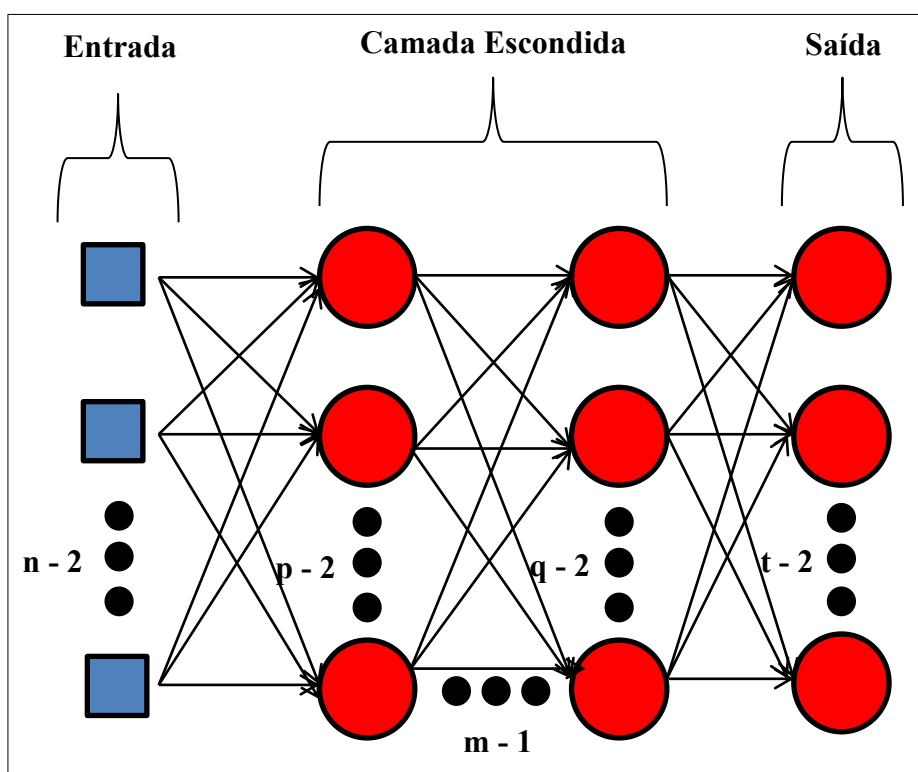 Entrada
Camada Escondida
Saída
n - 2
p - 2
q - 2
t - 2
m - 1